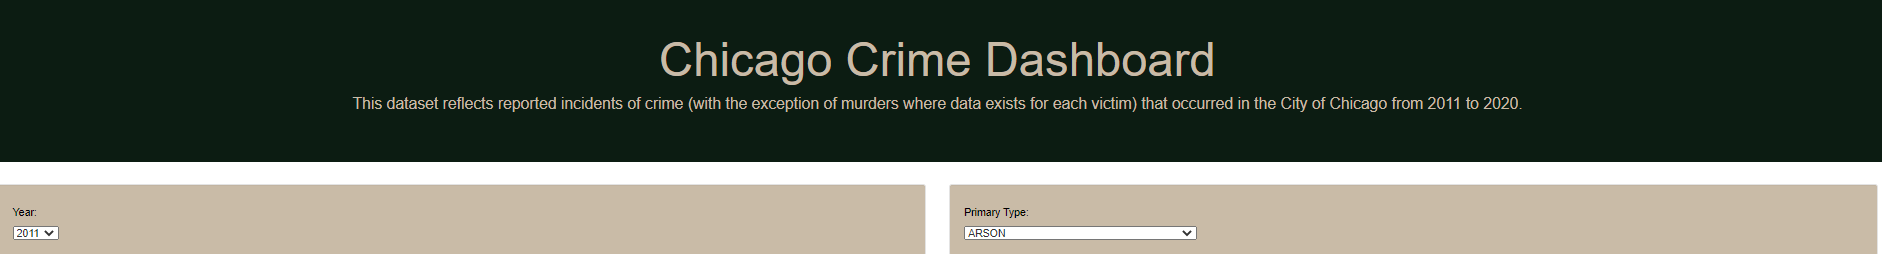 Chicago Crime Dashboard
This dataset reflects reported incidents of crime (with the exception of murders where data exists for each victim) that occurred in the City of Chicago from 2011 to 2020.
Year:
2011
Primary Type:
ARSON